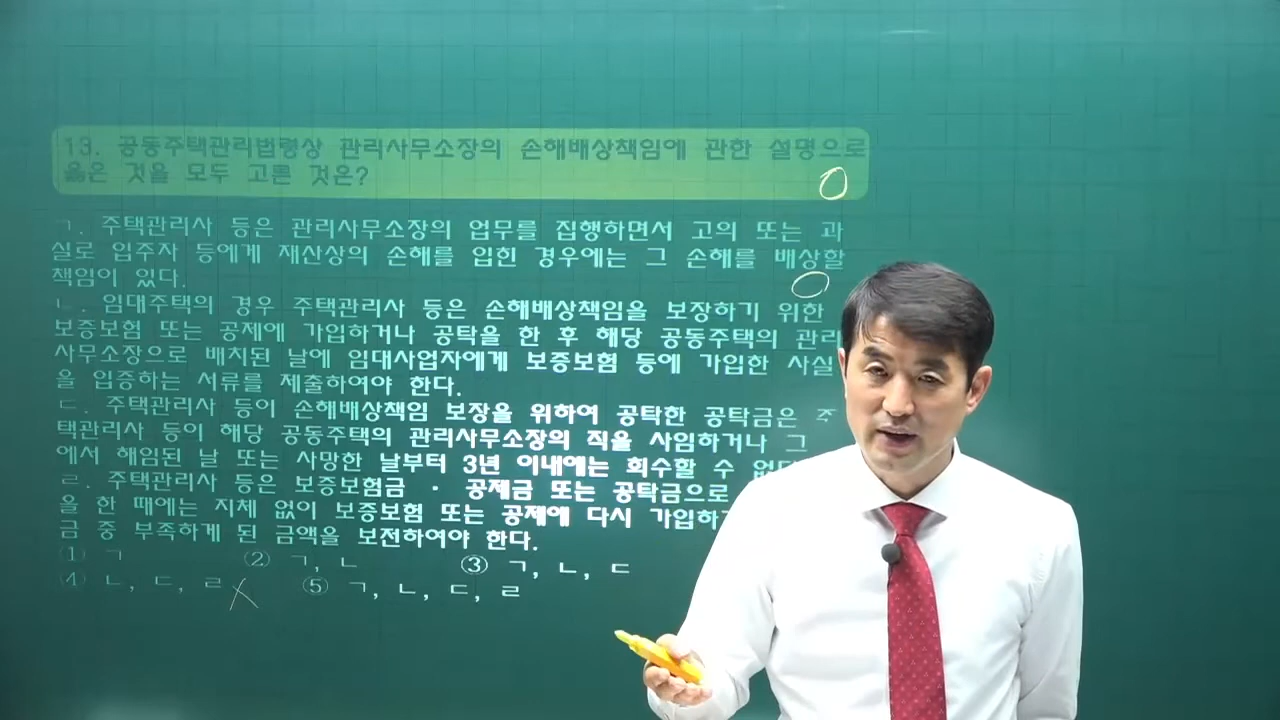 13. 공동주택관리법령상 관리사무소장의 손해배상책임에 관한 설명으로
옳은 것을 모두 고른 것은?
ㄱ. 주택관리사 등은 관리사무소장의 업무를 집행하면서 고의 또는 과
실로 입주자 등에게 재산상의 손해를 입힌 경우에는 그 손해를 배상할
책임이 있다.
ㄴ. 임대주택의 경우 주택관리사 등은 손해배상책임을 보장하기 위한
보증보험 또는 공제에 가입하거나 공탁을 한 후 해당 공동주택의 관리
사무소장으로 배치된 날에 임대사업자에게 보증보험 등에 가입한 사실
을 입증하는 서류를 제출하여야 한다.
ㄷ. 주택관리사 등이 손해배상책임 보장을 위하여 공탁한 공탁금은 주
택관리사 등이 해당 공동주택의 관리사무소장의 직을 사임하거나 그
에서 해임된 날 또는 사망한 날부터 3년 이내에는 회수할 수
ㄹ. 주택관리사 등은 보증보험금 · 공제금 또는 공탁금으로
을 한 때에는 지체 없이 보증보험 또는 공제에 다시
금 중 부족하게 된 금액을 보전하여야 한다.
① ㄱ ② ㄱ, ㄴ ③ ㄱ, ㄴ, ㄷ
④ ㄴ, ㄷ, ㄹ ⑤ ㄱ, ㄴ, ㄷ, ㄹ